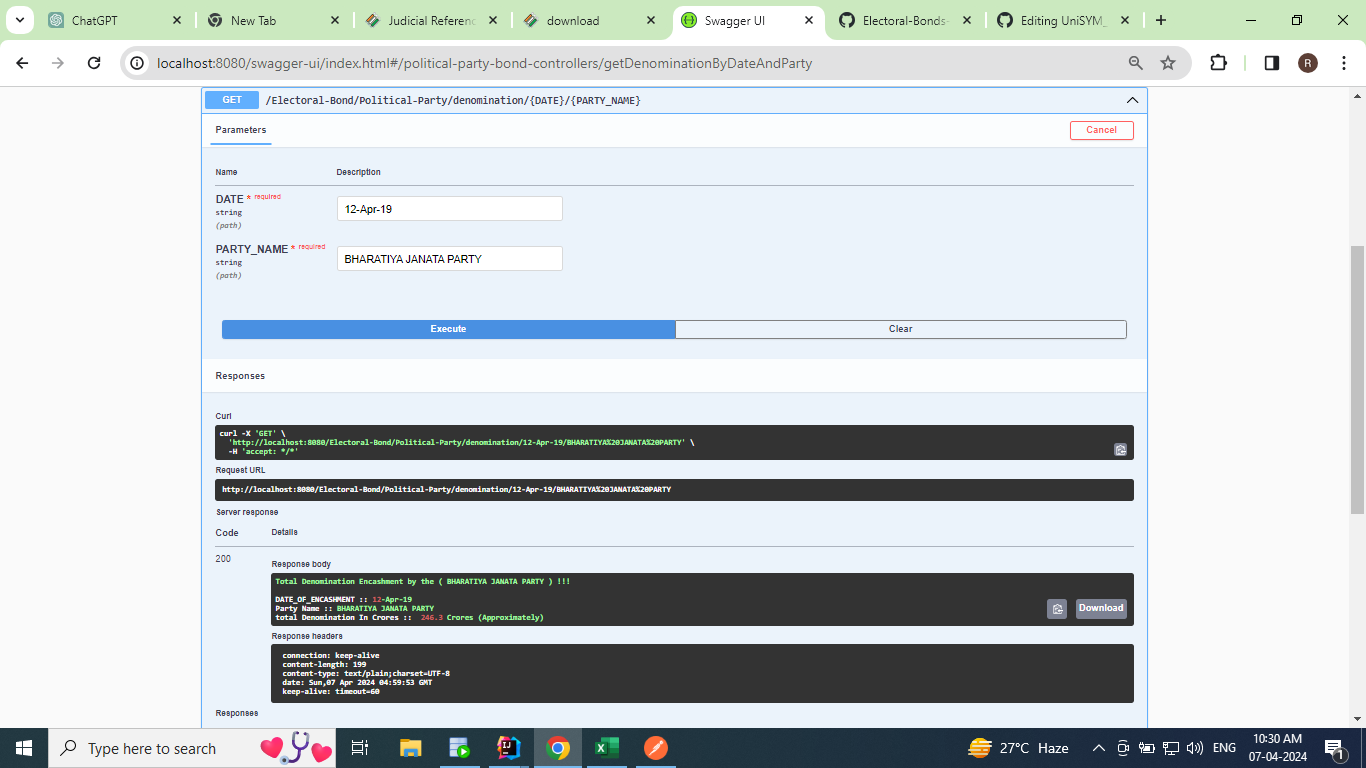 ChatGPT
New Tab
Judicial Referenc
download
Swagger UI
Electoral-Bonds-
Editing UniSYM_
localhost:8080/swagger-ui/index.html#/political-party-bond-controllers/getDenominationByDateAndParty
R
GET /Electoral-Bond/Political-Party/denomination/{DATE}/{PARTY_NAME}
Parameters
Cancel
Name Description
DATE * required
string
(path)
12-Apr-19
PARTY_NAME * required
string
(path)
BHARATIYA JANATA PARTY
Execute
Clear
Responses
Curl
curl -X 'GET' \
'http://localhost:8080/Electoral-Bond/Political-Party/denomination/12-Apr-19/BHARATIYA%20JANATA%20PARTY' \
-H 'accept: */*'
Request URL
http://localhost:8080/Electoral-Bond/Political-Party/denomination/12-Apr-19/BHARATIYA%20JANATA%20PARTY
Server response
Code Details
200
Response body
Total Denomination Encashment by the ( BHARATIYA JANATA PARTY ) !!!
DATE_OF_ENCASHMENT :: 12-Apr-19
Party Name :: BHARATIYA JANATA PARTY
total Denomination In Crores :: 246.3 Crores (Approximately)
Download
Response headers
connection: keep-alive
content-length: 199
content-type: text/plain;charset=UTF-8
date: Sun,07 Apr 2024 04:59:53 GMT
keep-alive: timeout=60
Responses
Type here to search
27°C Haze
ENG
10:30 AM
07-04-2024
1